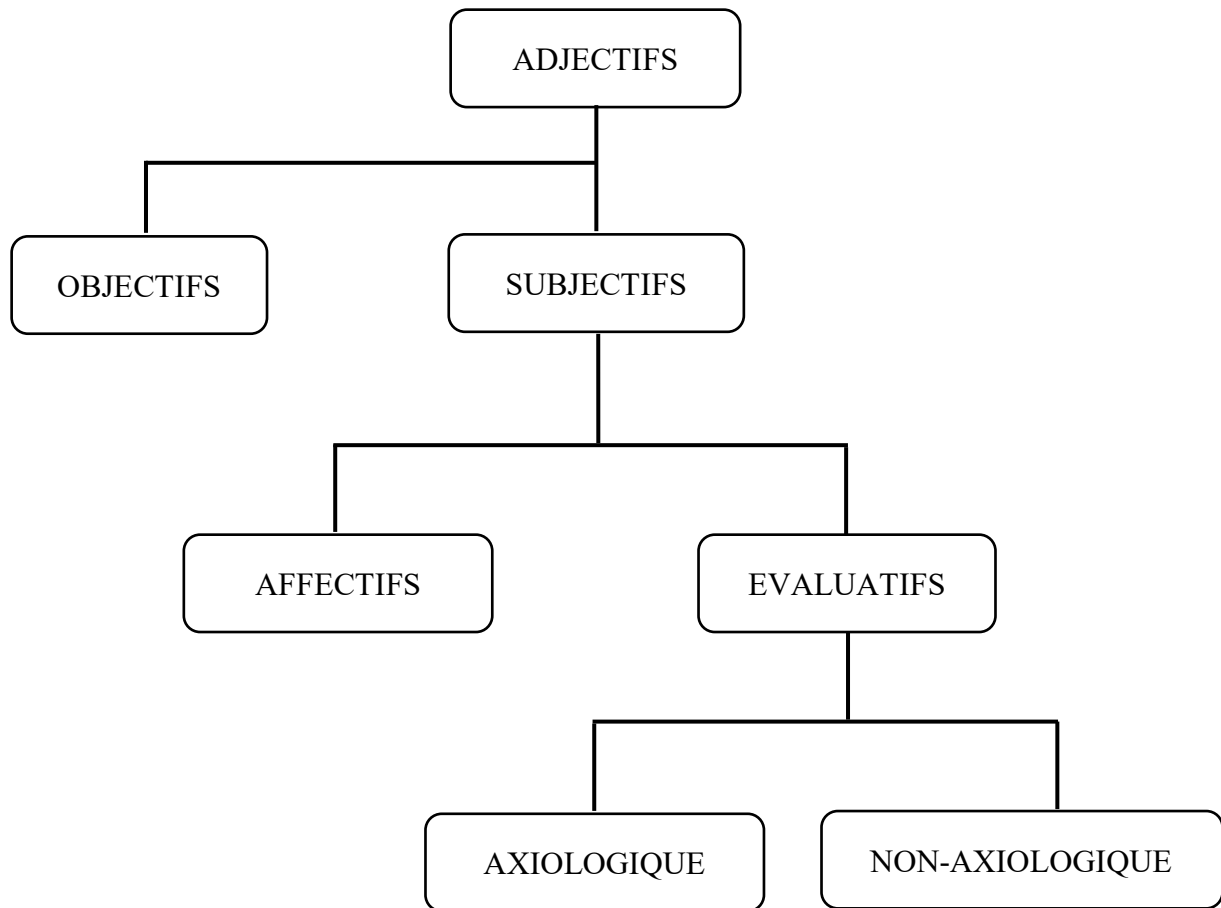 ADJECTIFS
OBJECTIFS
SUBJECTIFS
AFFECTIFS
EVALUATIFS
AXIOLOGIQUE
NON-AXIOLOGIQUE